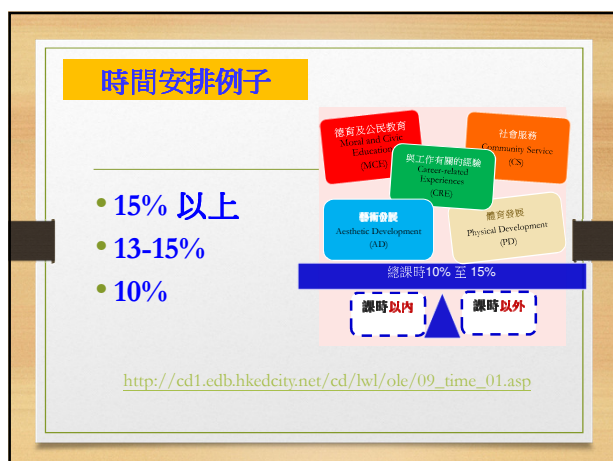 時間安排例子
15% 以上
13-15%
10%
德育及公民教育
Moral and Civic
Education
(MCE)
社會服務
Community Service
(CS)
與工作有關的經驗
Career-related
Experiences
(CRE)
藝術發展
Aesthetic Development
(AD)
體育發展
Physical Development
(PD)
總課時10% 至 15%
課時以內
課時以外
http://cd1.edb.hkedcity.net/cd/lwl/ole/09_time_01.asp